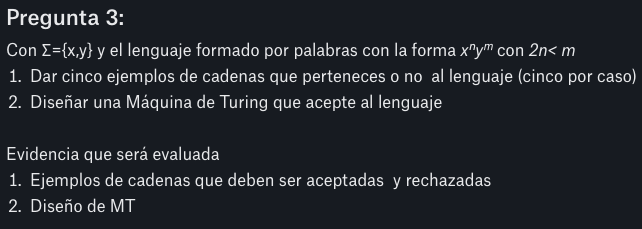 Pregunta 3:
Con Σ={x,y} y el lenguaje formado por palabras con la forma xⁿyᵐ con 2n< m
1. Dar cinco ejemplos de cadenas que perteneces o no al lenguaje (cinco por caso)
2. Diseñar una Máquina de Turing que acepte al lenguaje
Evidencia que será evaluada
1. Ejemplos de cadenas que deben ser aceptadas y rechazadas
2. Diseño de MT